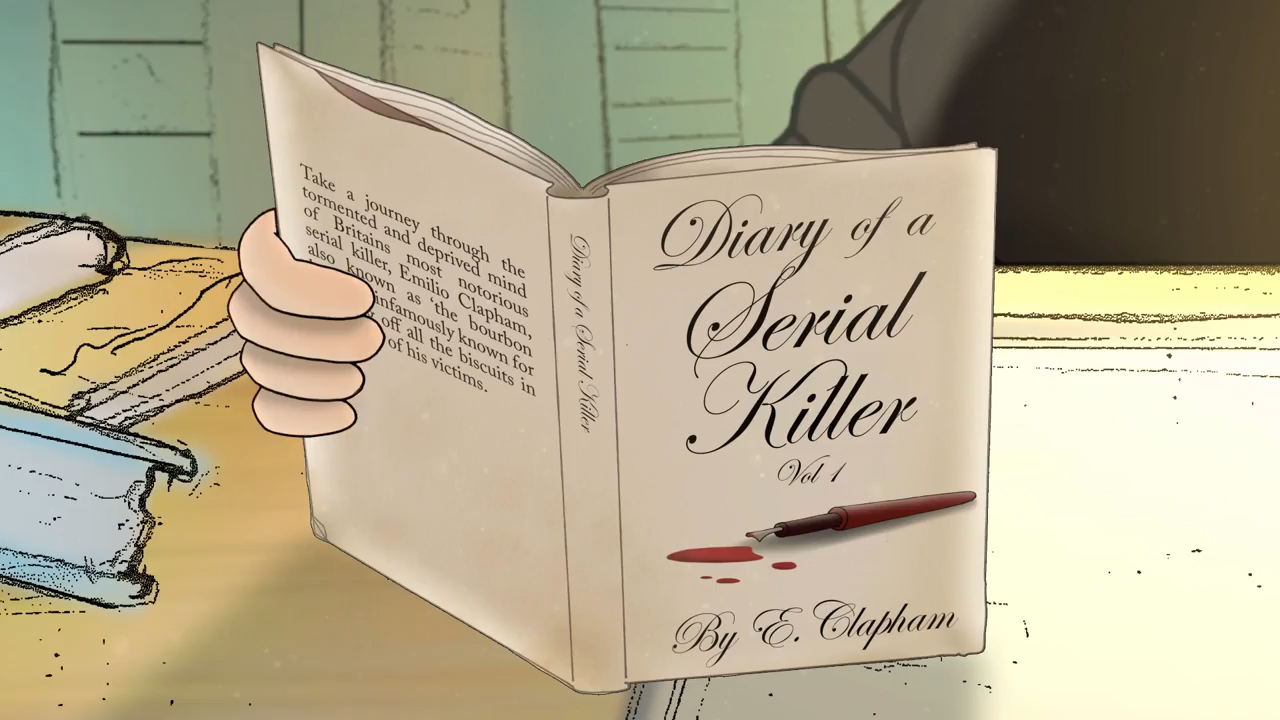 Take a journey through the
tormented and deprived mind
of Britains most notorious
serial killer, Emilio Clapham,
also known as 'the bourbon
infamously known for
off all the biscuits in
of his victims.
Diary of a Serial Killer
Diary of a
Serial
Killer
Vol 1
By E. Clapham